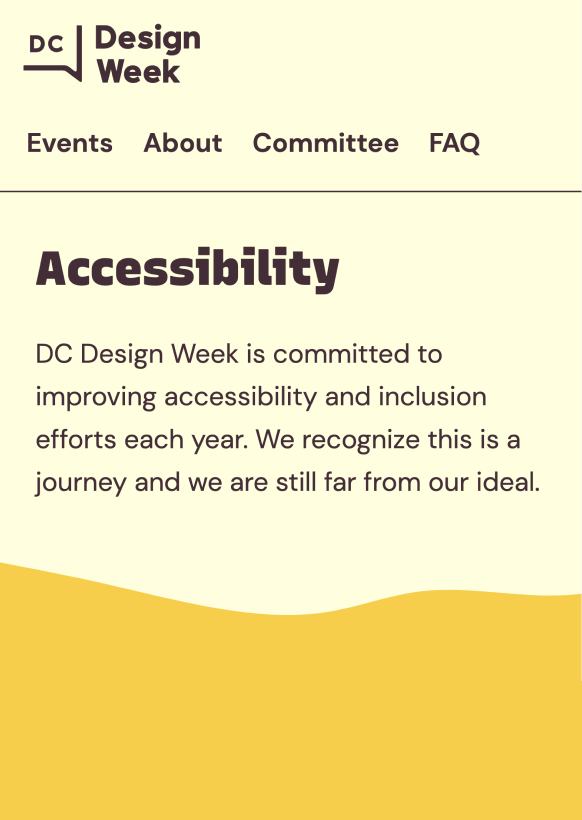 DC Design
Week
Events About Committee FAQ
Accessibility
DC Design Week is committed to
improving accessibility and inclusion
efforts each year. We recognize this is a
journey and we are still far from our ideal.